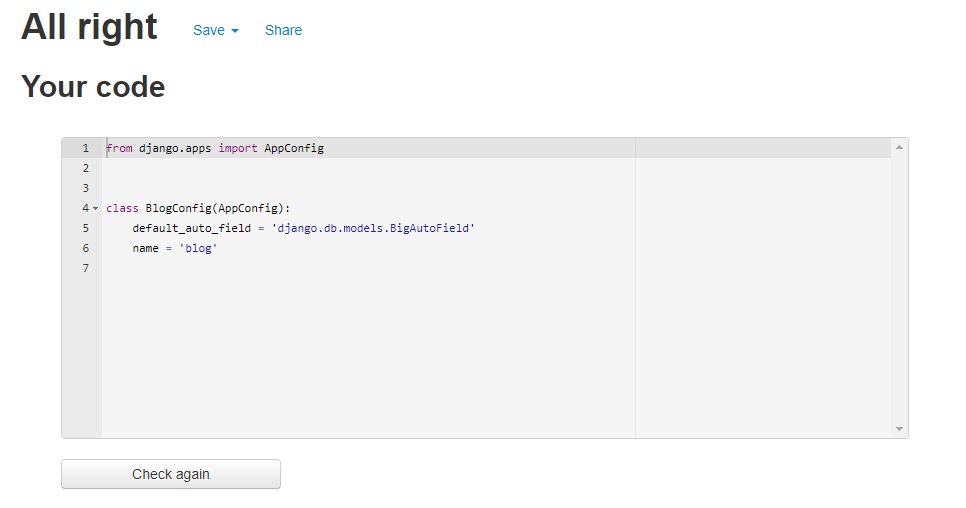 All right Save Share
Your code
1 from django.apps import AppConfig
2
3
4 class BlogConfig(AppConfig):
5     default_auto_field = 'django.db.models.BigAutoField'
6     name = 'blog'
7
Check again